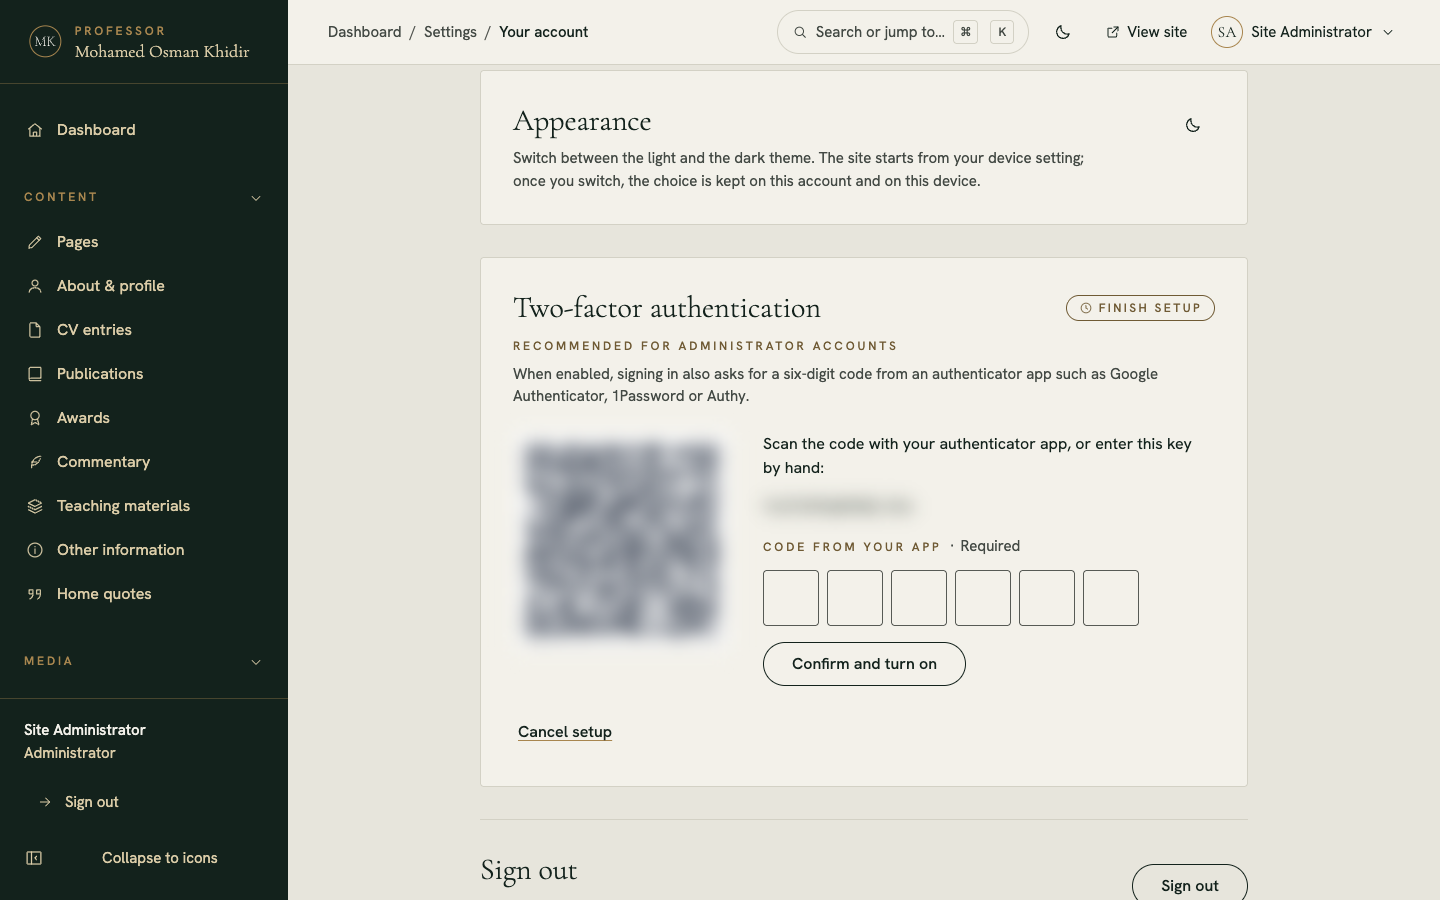 MK
PROFESSOR
Mohamed Osman Khidir
Dashboard
CONTENT
Pages
About & profile
CV entries
Publications
Awards
Commentary
Teaching materials
Other information
Home quotes
MEDIA
Site Administrator
Administrator
Sign out
Collapse to icons
Dashboard / Settings / Your account
Search or jump to... ⌘ K
View site
SA Site Administrator
Appearance
Switch between the light and the dark theme. The site starts from your device setting;
once you switch, the choice is kept on this account and on this device.
Two-factor authentication
FINISH SETUP
RECOMMENDED FOR ADMINISTRATOR ACCOUNTS
When enabled, signing in also asks for a six-digit code from an authenticator app such as Google
Authenticator, 1Password or Authy.
Scan the code with your authenticator app, or enter this key
by hand:
CODE FROM YOUR APP · Required
Confirm and turn on
Cancel setup
Sign out
Sign out